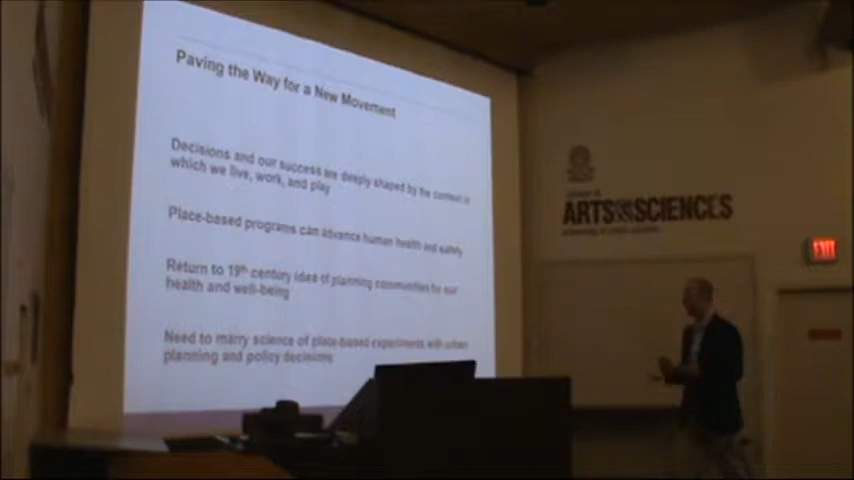 Paving the Way for a New Movement
Decisions and our success are deeply shaped by the context in
which we live, work, and play
Place-based programs can advance human health and safety
Return to 19th century idea of planning communities for our
health and well-being
Need to marry science of place-based experiments with urban
planning and policy decisions
ARTS&SCIENCES
EXIT